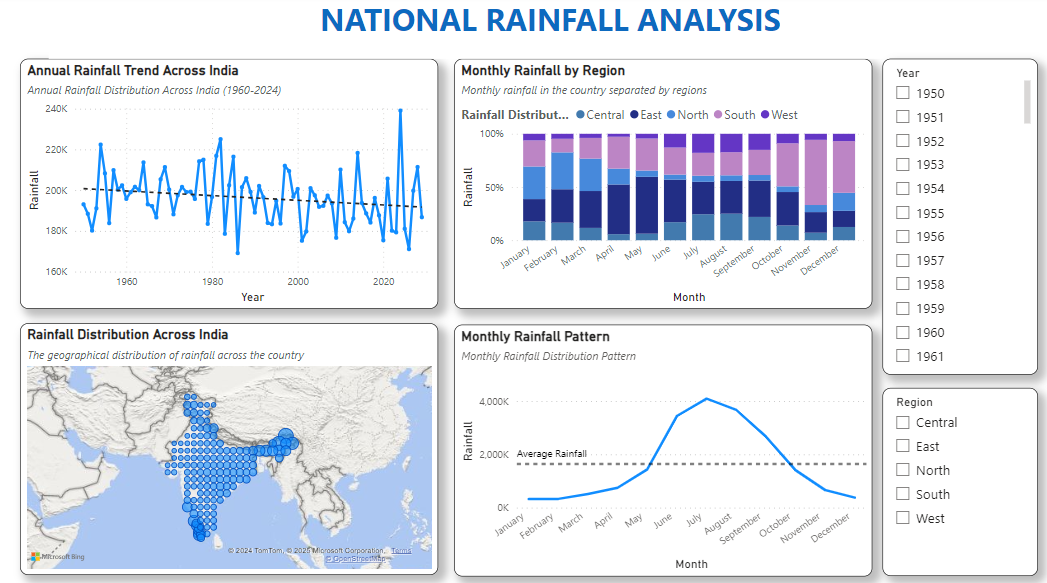 NATIONAL RAINFALL ANALYSIS
Annual Rainfall Trend Across India
Annual Rainfall Distribution Across India (1960-2024)
240K
220K
200K
180K
160K
Rainfall
1960
1980
2000
2020
Year
Monthly Rainfall by Region
Monthly rainfall in the country separated by regions
Rainfall Distribut... Central East North South West
100%
50%
0%
Rainfall
January
February
March
April
May
June
July
August
September
October
November
December
Month
Year
1950
1951
1952
1953
1954
1955
1956
1957
1958
1959
1960
1961
Rainfall Distribution Across India
The geographical distribution of rainfall across the country
Microsoft Bing
© 2024 TomTom, © 2025 Microsoft Corporation, Terms
© OpenStreetMap
Monthly Rainfall Pattern
Monthly Rainfall Distribution Pattern
4,000K
2,000K
0K
Average Rainfall
Rainfall
January
February
March
April
May
June
July
August
September
October
November
December
Month
Region
Central
East
North
South
West